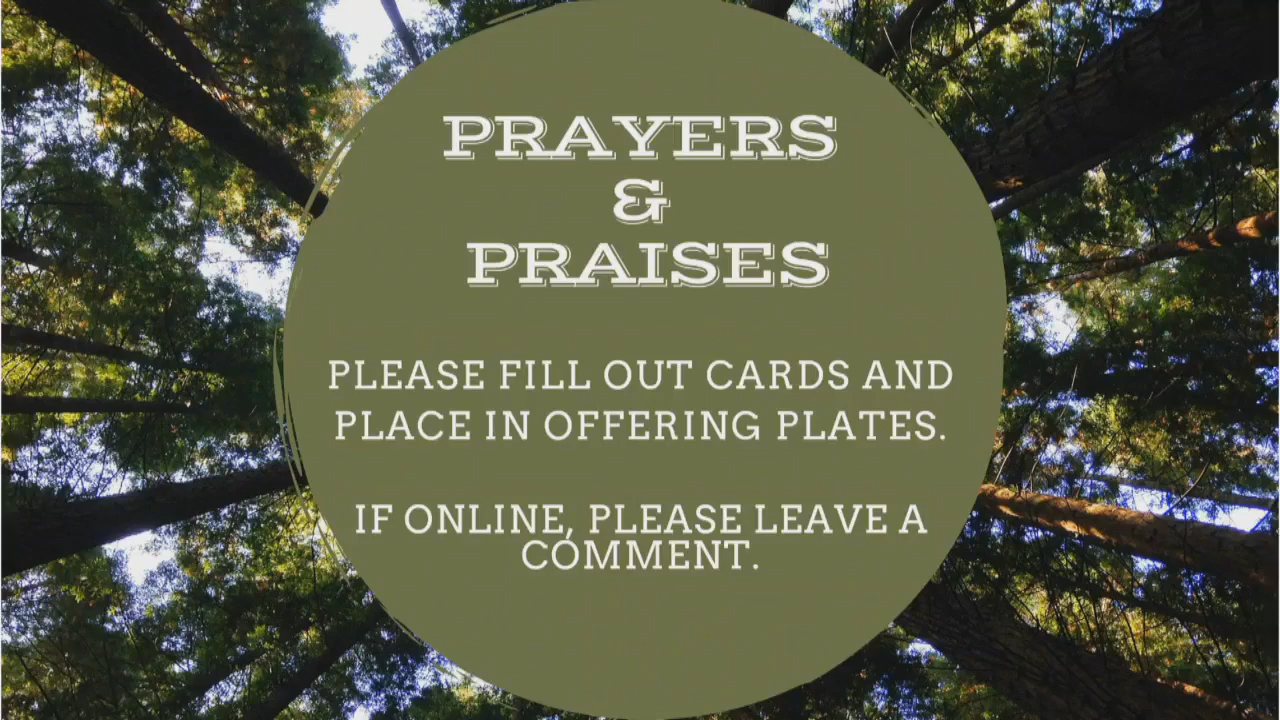 PRAYERS
&
PRAISES
PLEASE FILL OUT CARDS AND
PLACE IN OFFERING PLATES.
IF ONLINE, PLEASE LEAVE A
COMMENT.